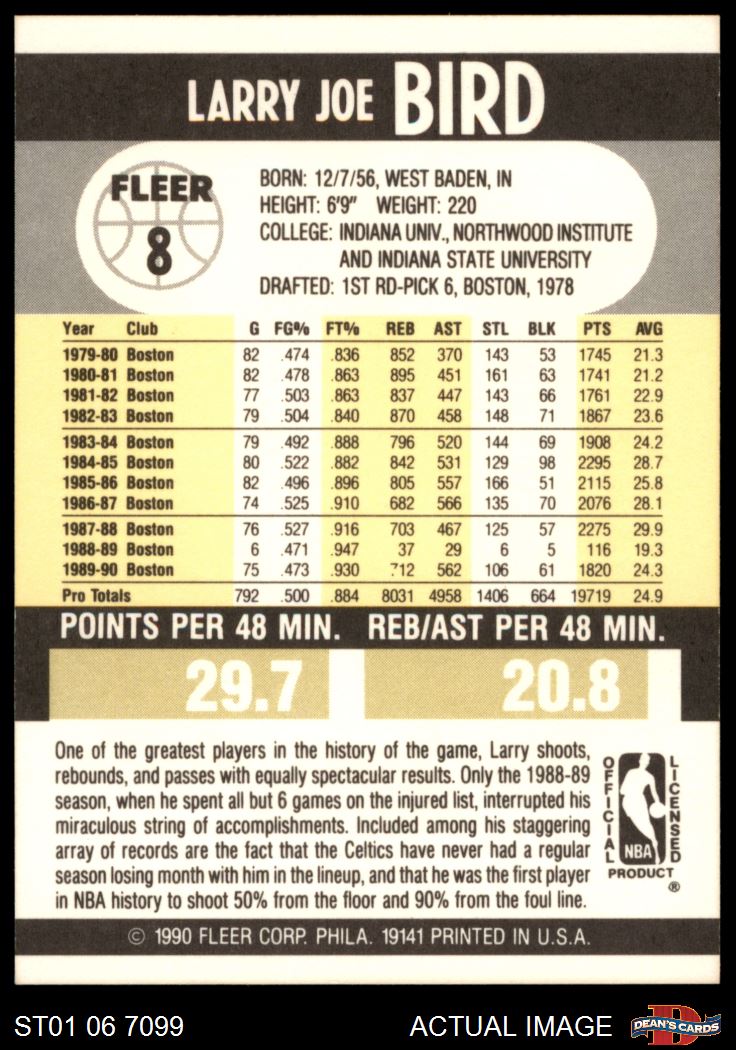 LARRY JOE BIRD
FLEER
8
BORN: 12/7/56, WEST BADEN, IN
HEIGHT: 6'9" WEIGHT: 220
COLLEGE: INDIANA UNIV., NORTHWOOD INSTITUTE
AND INDIANA STATE UNIVERSITY
DRAFTED: 1ST RD-PICK 6, BOSTON, 1978
Year Club G FG% FT% REB AST STL BLK PTS AVG
1979-80 Boston 82 .474 .836 852 370 143 53 1745 21.3
1980-81 Boston 82 .478 .863 895 451 161 63 1741 21.2
1981-82 Boston 77 .503 .863 837 447 143 66 1761 22.9
1982-83 Boston 79 .504 .840 870 458 148 71 1867 23.6
1983-84 Boston 79 .492 .888 796 520 144 69 1908 24.2
1984-85 Boston 80 .522 .882 842 531 129 98 2295 28.7
1985-86 Boston 82 .496 .896 805 557 166 51 2115 25.8
1986-87 Boston 74 .525 .910 682 566 135 70 2076 28.1
1987-88 Boston 76 .527 .916 703 467 125 57 2275 29.9
1988-89 Boston 6 .471 .947 37 29 6 5 116 19.3
1989-90 Boston 75 .473 .930 712 562 106 61 1820 24.3
Pro Totals 792 .500 .884 8031 4958 1406 664 19719 24.9
POINTS PER 48 MIN. REB/AST PER 48 MIN.
29.7 20.8
One of the greatest players in the history of the game, Larry shoots,
rebounds, and passes with equally spectacular results. Only the 1988-89
season, when he spent all but 6 games on the injured list, interrupted his
miraculous string of accomplishments. Included among his staggering
array of records are the fact that the Celtics have never had a regular
season losing month with him in the lineup, and that he was the first player
in NBA history to shoot 50% from the floor and 90% from the foul line.
OFFICIAL
NBA
LICENSED
PRODUCT
®
© 1990 FLEER CORP. PHILA. 19141 PRINTED IN U.S.A.
ST01 06 7099 ACTUAL IMAGE
DEAN'S CARDS